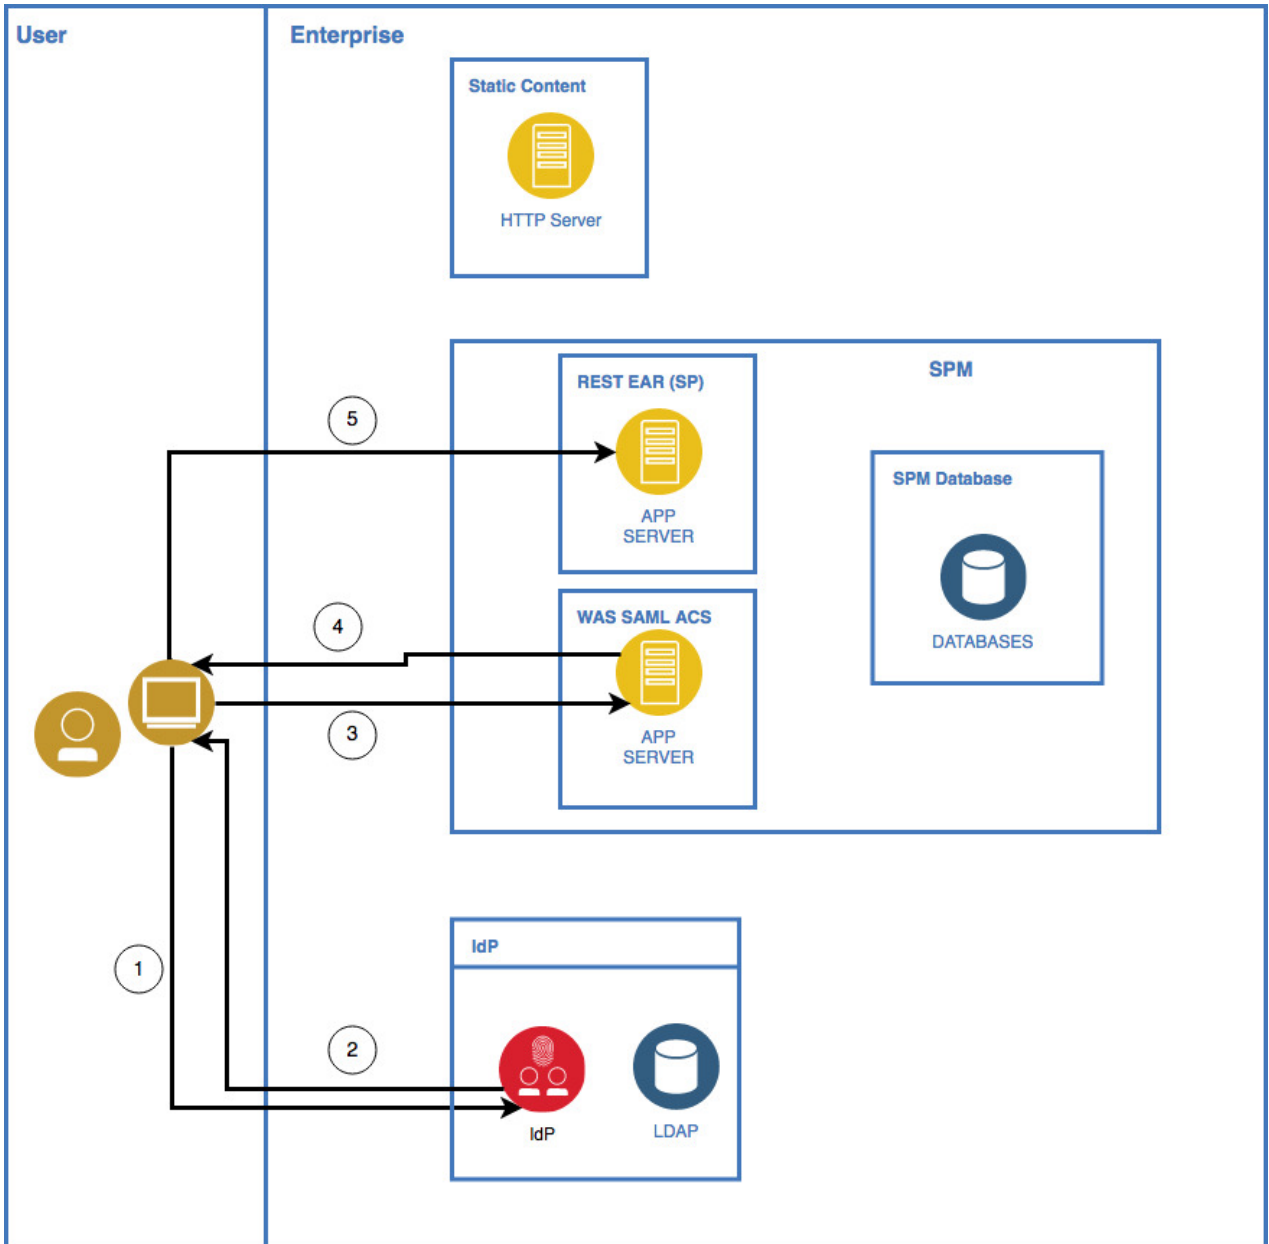 User
Enterprise
Static Content
HTTP Server
SPM
REST EAR (SP)
5
APP
SERVER
SPM Database
DATABASES
WAS SAML ACS
4
3
APP
SERVER
IdP
1
2
IdP
LDAP